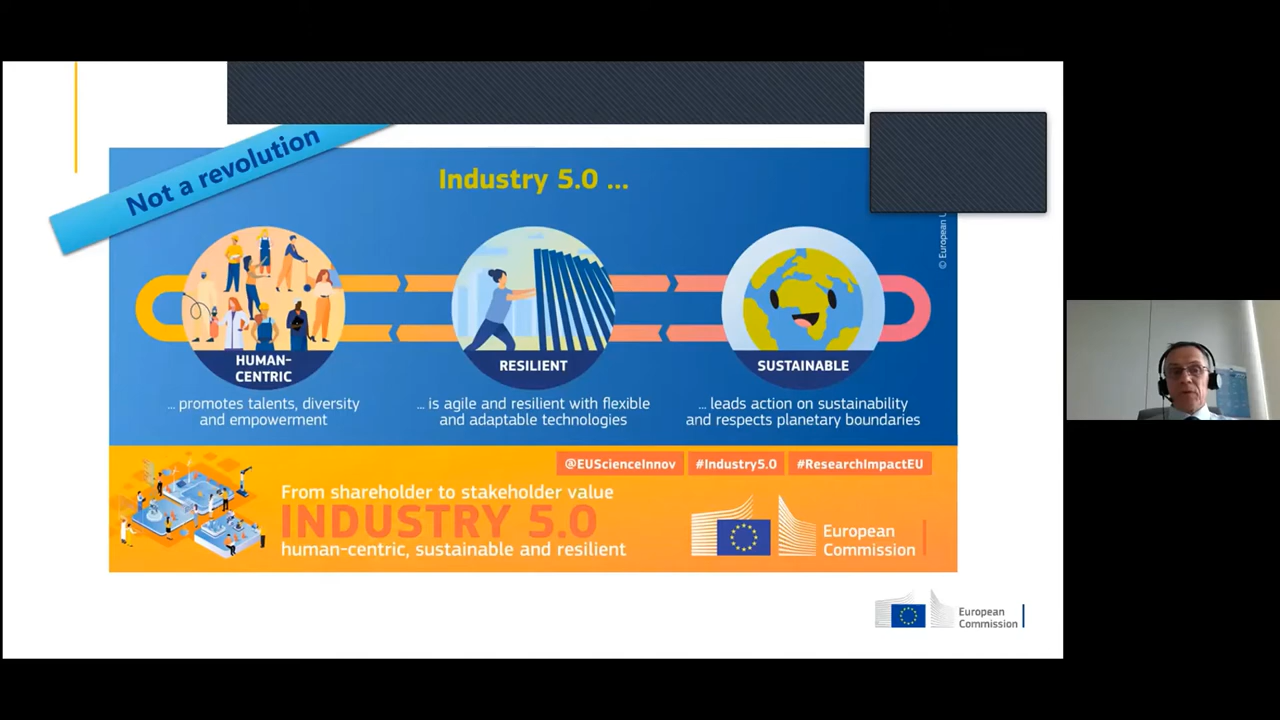 Not a revolution
Industry 5.0 ...
© European
HUMAN-
CENTRIC
... promotes talents, diversity
and empowerment
RESILIENT
... is agile and resilient with flexible
and adaptable technologies
SUSTAINABLE
... leads action on sustainability
and respects planetary boundaries
@EUScienceInnov #Industry5.0 #ResearchImpactEU
From shareholder to stakeholder value
INDUSTRY 5.0
human-centric, sustainable and resilient
European
Commission
European
Commission